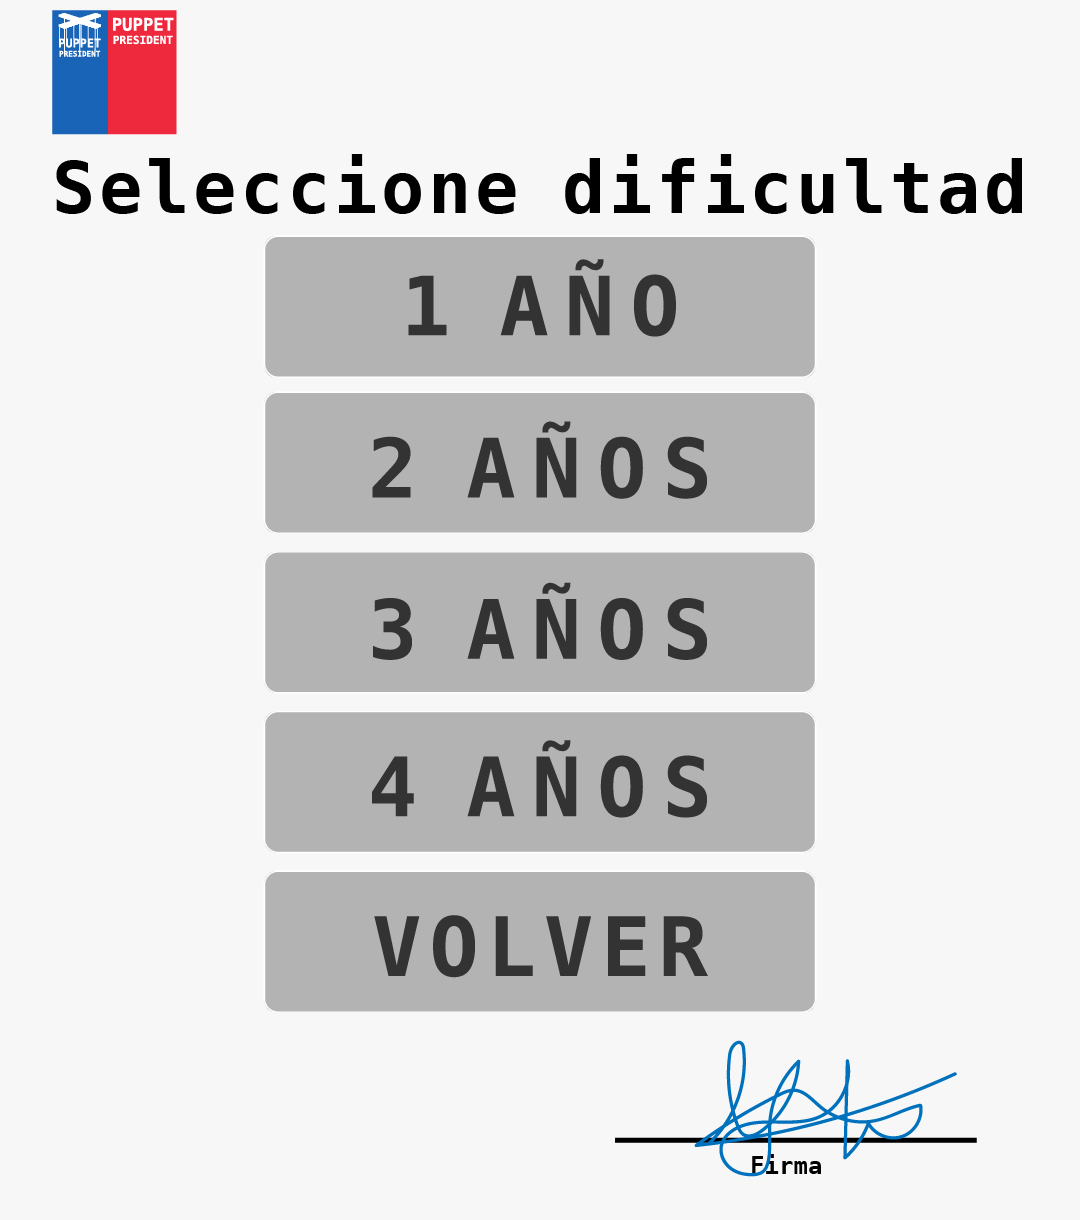 PUPPET
PRESIDENT
PUPPET
PRESIDENT
Seleccione dificultad
1 AÑO
2 AÑOS
3 AÑOS
4 AÑOS
VOLVER
Firma